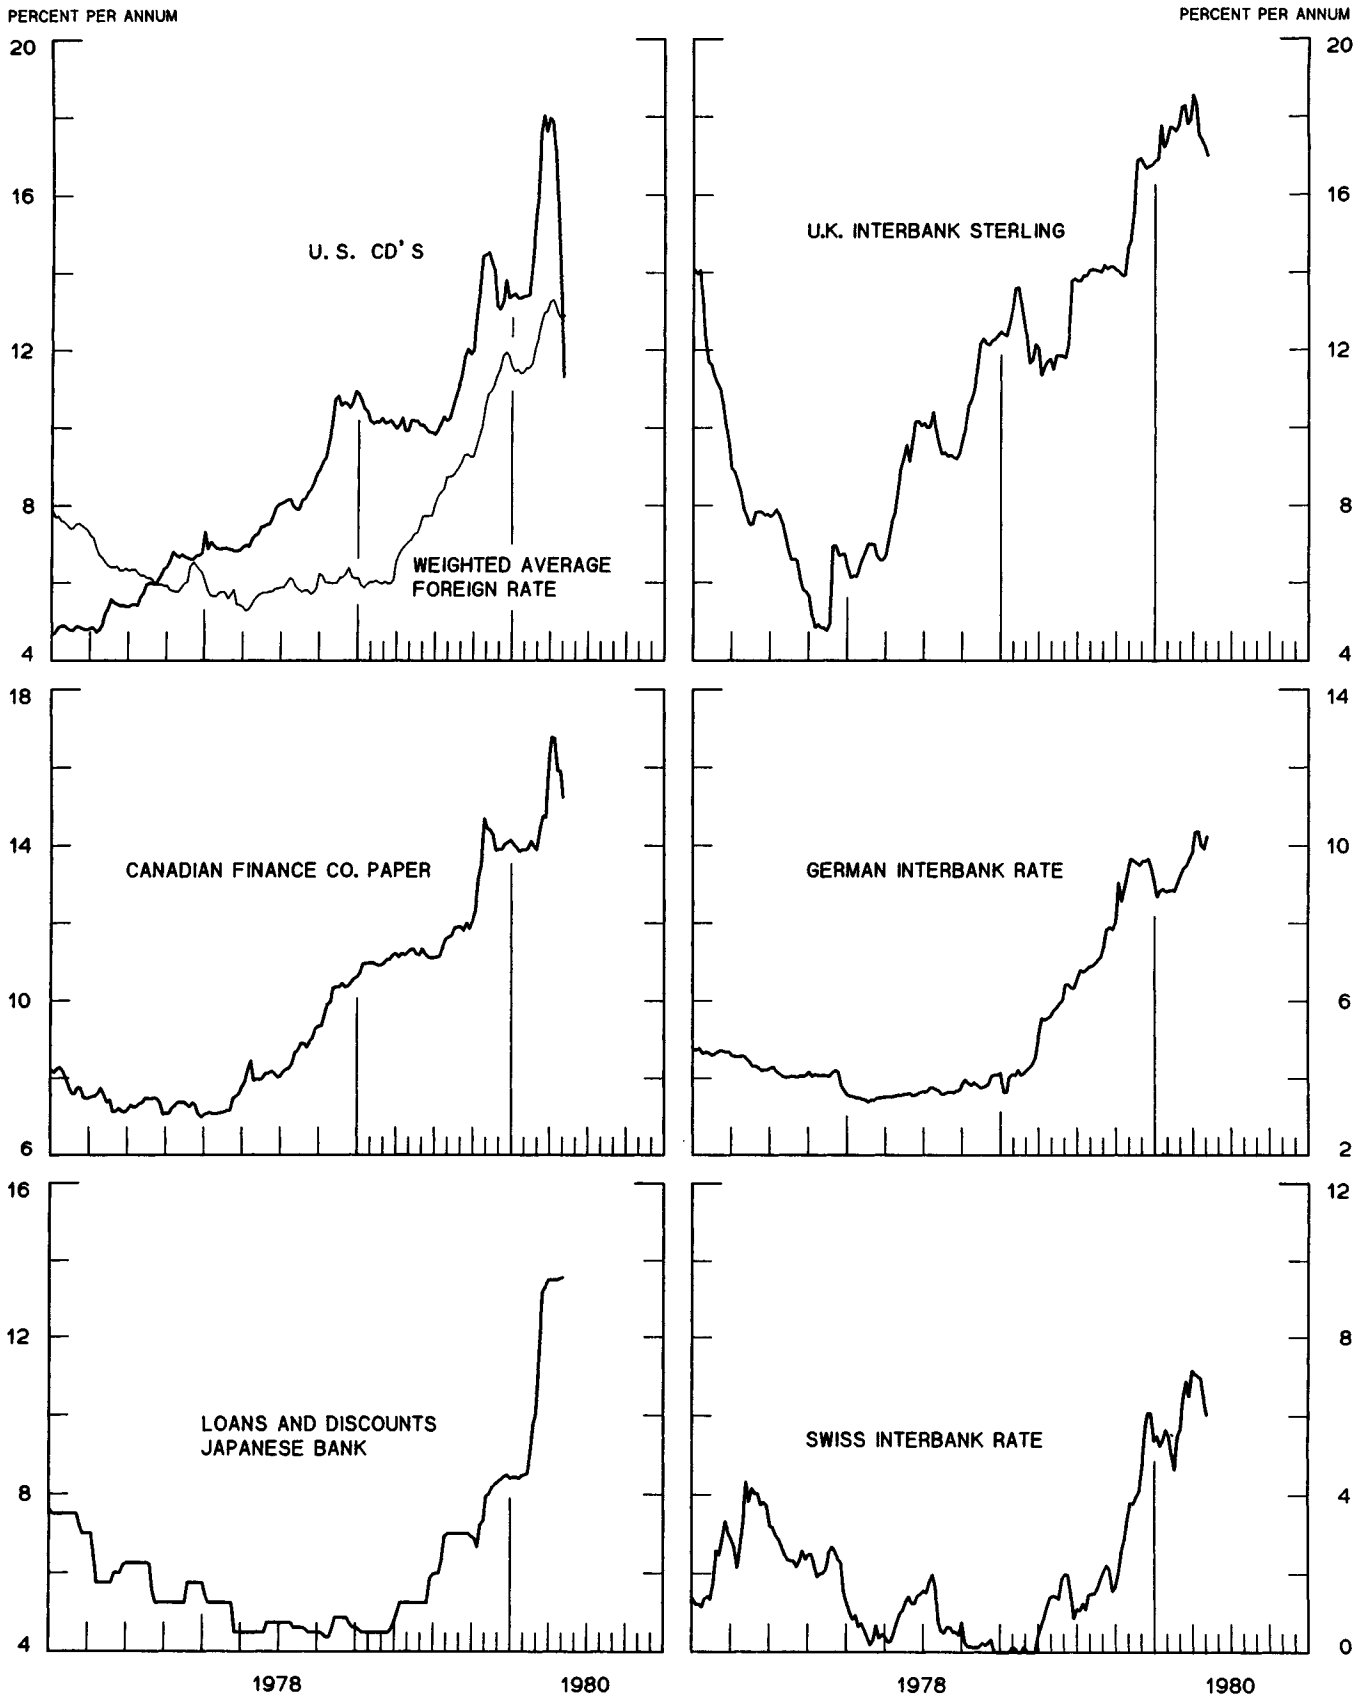 PERCENT PER ANNUM
PERCENT PER ANNUM
20
16
12
8
4
U. S. CD'S
WEIGHTED AVERAGE
FOREIGN RATE
20
16
12
8
4
U.K. INTERBANK STERLING
18
14
10
6
CANADIAN FINANCE CO. PAPER
14
10
6
2
GERMAN INTERBANK RATE
16
12
8
4
LOANS AND DISCOUNTS
JAPANESE BANK
12
8
4
0
SWISS INTERBANK RATE
1978
1980
1978
1980